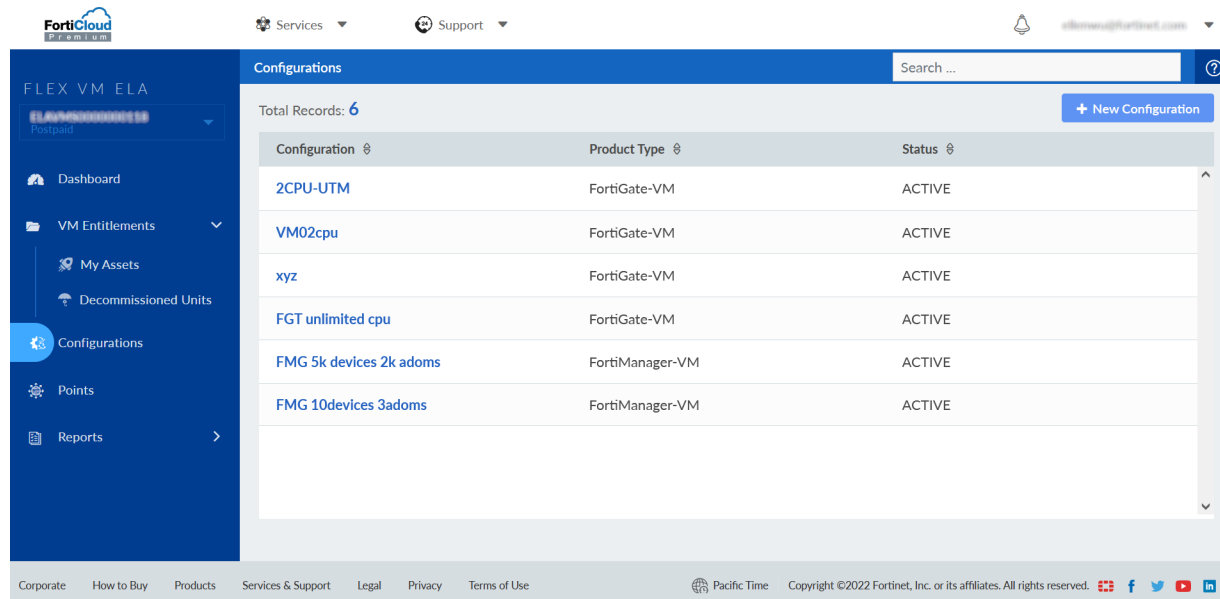 FortiCloud
Premium
Services
24
Support
FLEX VM ELA
Postpaid
Dashboard
VM Entitlements
My Assets
Decommissioned Units
Configurations
Points
Reports
Configurations
Search ...
?
Total Records: 6
+ New Configuration
Configuration Product Type Status
2CPU-UTM FortiGate-VM ACTIVE
VM02cpu FortiGate-VM ACTIVE
xyz FortiGate-VM ACTIVE
FGT unlimited cpu FortiGate-VM ACTIVE
FMG 5k devices 2k adoms FortiManager-VM ACTIVE
FMG 10devices 3adoms FortiManager-VM ACTIVE
Corporate How to Buy Products Services & Support Legal Privacy Terms of Use Pacific Time Copyright ©2022 Fortinet, Inc. or its affiliates. All rights reserved.